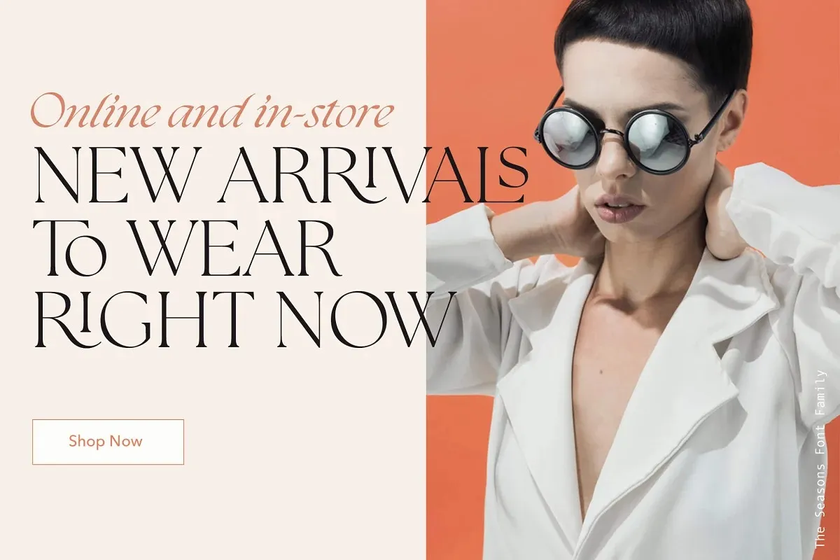 Online and in-store
NEW ARRIVALS
To WEAR
RIGHT NOW
Shop Now
The Seasons Font Family